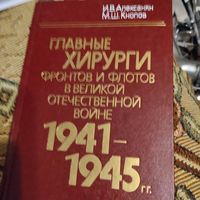 И.В.Алексанян
М.Ш.Кнопов
ГЛАВНЫЕ
ХИРУРГИ
ФРОНТОВ И ФЛОТОВ
В ВЕЛИКОЙ
ОТЕЧЕСТВЕННОЙ
ВОЙНЕ
1941–
1945 гг.